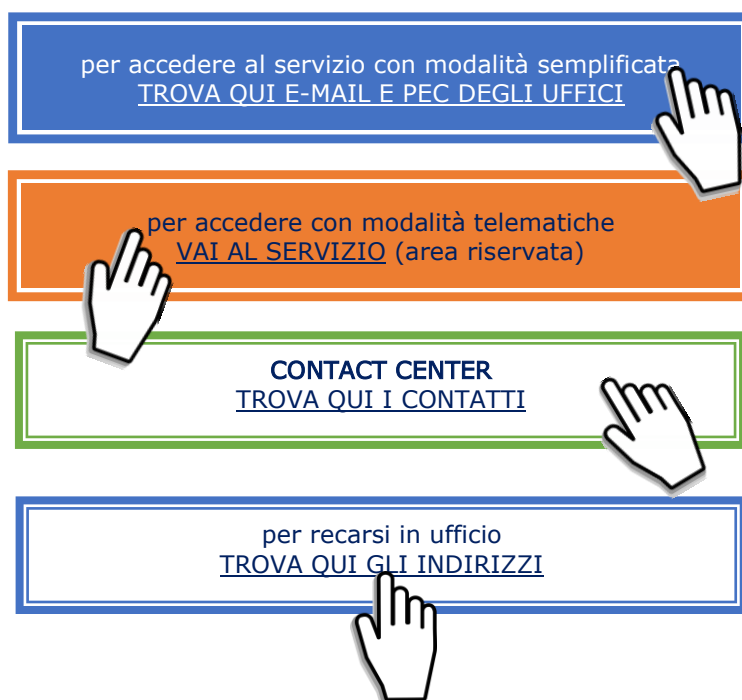 per accedere al servizio con modalità semplificata
TROVA QUI E-MAIL E PEC DEGLI UFFICI
per accedere con modalità telematiche
VAI AL SERVIZIO (area riservata)
CONTACT CENTER
TROVA QUI I CONTATTI
per recarsi in ufficio
TROVA QUI GLI INDIRIZZI